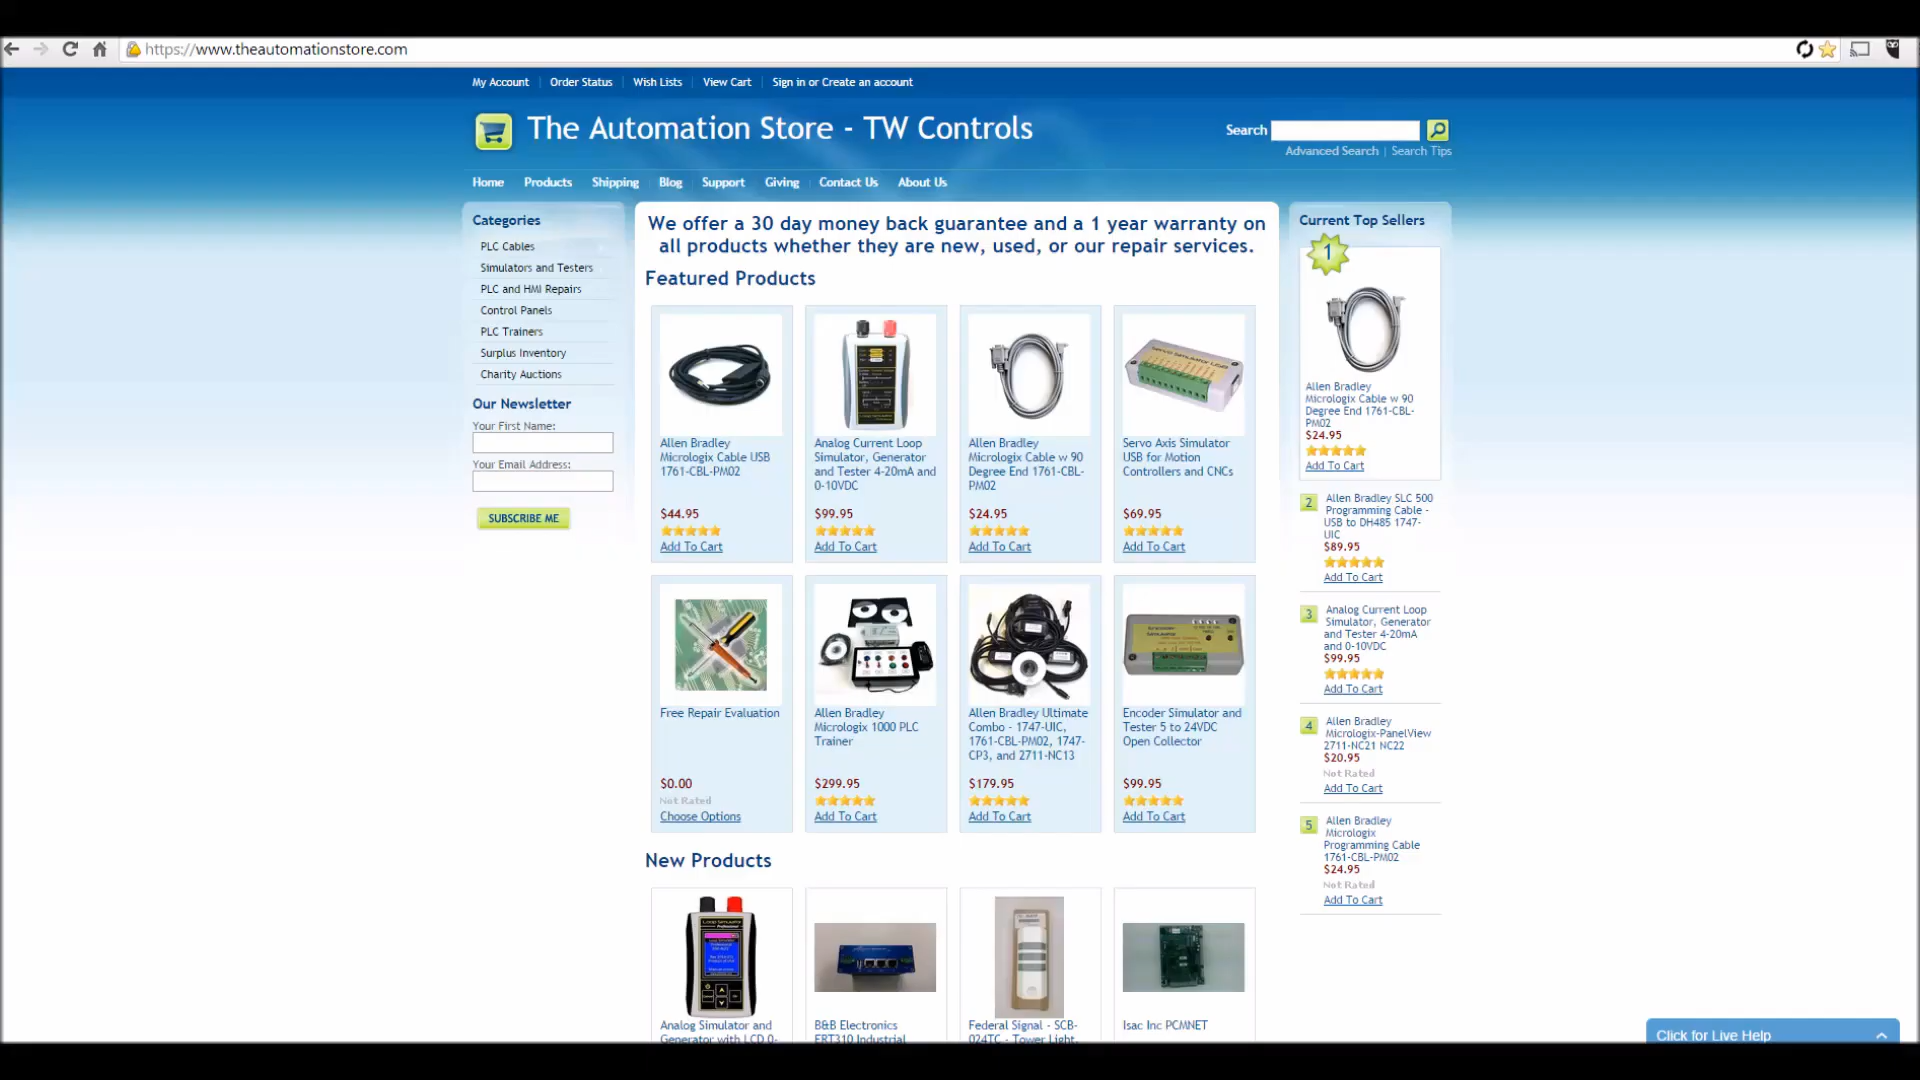 https://www.theautomationstore.com
My Account
Order Status
Wish Lists
View Cart
Sign in or Create an account
The Automation Store - TW Controls
Search
Advanced Search | Search Tips
Home
Products
Shipping
Blog
Support
Giving
Contact Us
About Us
Categories
PLC Cables
Simulators and Testers
PLC and HMI Repairs
Control Panels
PLC Trainers
Surplus Inventory
Charity Auctions
Our Newsletter
Your First Name:
Your Email Address:
SUBSCRIBE ME
We offer a 30 day money back guarantee and a 1 year warranty on
all products whether they are new, used, or our repair services.
Featured Products
Allen Bradley
Micrologix Cable USB
1761-CBL-PM02
$44.95
Add To Cart
Analog Current Loop
Simulator, Generator
and Tester 4-20mA and
0-10VDC
$99.95
Add To Cart
Allen Bradley
Micrologix Cable w 90
Degree End 1761-CBL-
PM02
$24.95
Add To Cart
Servo Simulator USB
Servo Axis Simulator
USB for Motion
Controllers and CNCs
$69.95
Add To Cart
Free Repair Evaluation
$0.00
Not Rated
Choose Options
Allen Bradley
Micrologix 1000 PLC
Trainer
$299.95
Add To Cart
Allen Bradley Ultimate
Combo - 1747-UIC,
1761-CBL-PM02, 1747-
CP3, and 2711-NC13
$179.95
Add To Cart
Encoder Simulator and
Tester 5 to 24VDC
Open Collector
$99.95
Add To Cart
New Products
Loop Simulator
Professional
Analog Simulator and
Generator with LCD 0-
B&B Electronics
ERT310 Industrial
Federal Signal - SCB-
024TC - Tower Light,
Isac Inc PCMNET
Current Top Sellers
1
Allen Bradley
Micrologix Cable w 90
Degree End 1761-CBL-
PM02
$24.95
Add To Cart
2
Allen Bradley SLC 500
Programming Cable -
USB to DH485 1747-
UIC
$89.95
Add To Cart
3
Analog Current Loop
Simulator, Generator
and Tester 4-20mA
and 0-10VDC
$99.95
Add To Cart
4
Allen Bradley
Micrologix-PanelView
2711-NC21 NC22
$20.95
Not Rated
Add To Cart
5
Allen Bradley
Micrologix
Programming Cable
1761-CBL-PM02
$24.95
Not Rated
Add To Cart
Click for Live Help